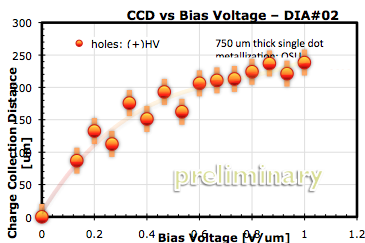 CCD vs Bias Voltage – DIA#02
300
holes: (+)HV
750 um thick single dot
metallization: OSU
250
200
150
100
50
0
preliminary
Charge Collection Distance
[um]
0
0.2
0.4
0.6
0.8
1
1.2
Bias Voltage [V/um]